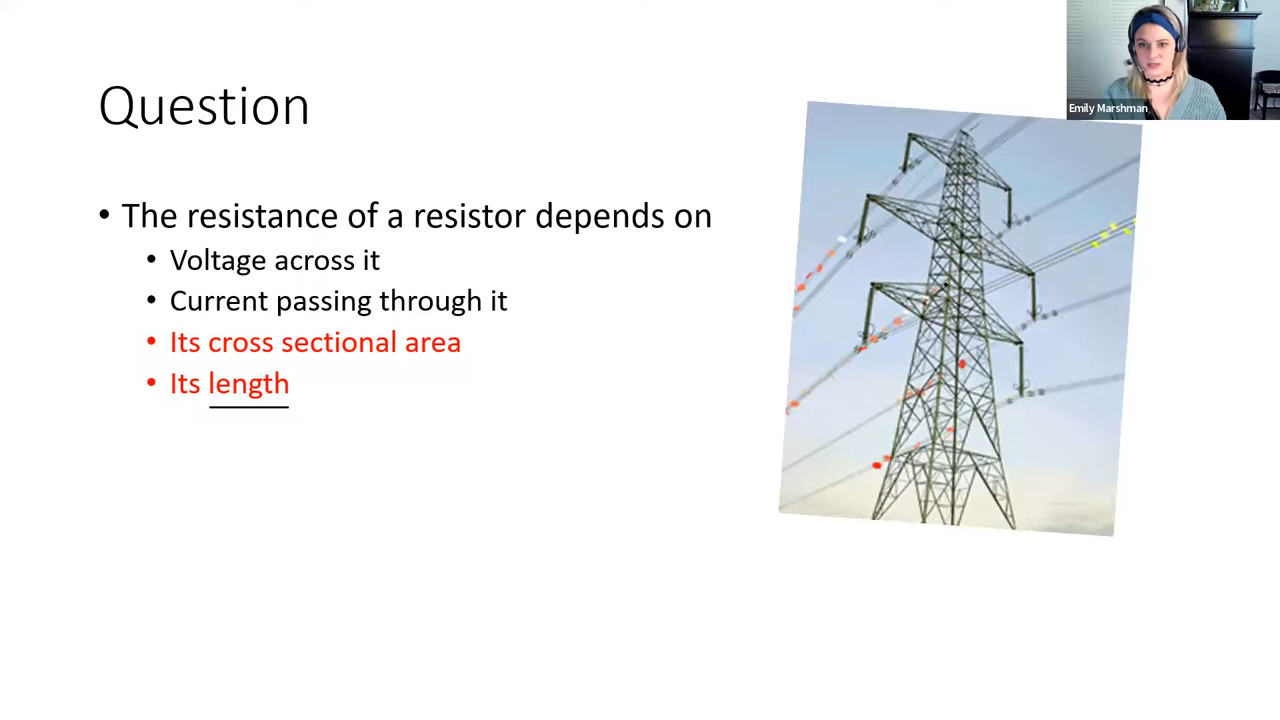 Question
• The resistance of a resistor depends on
• Voltage across it
• Current passing through it
• Its cross sectional area
• Its length
Emily Marshman